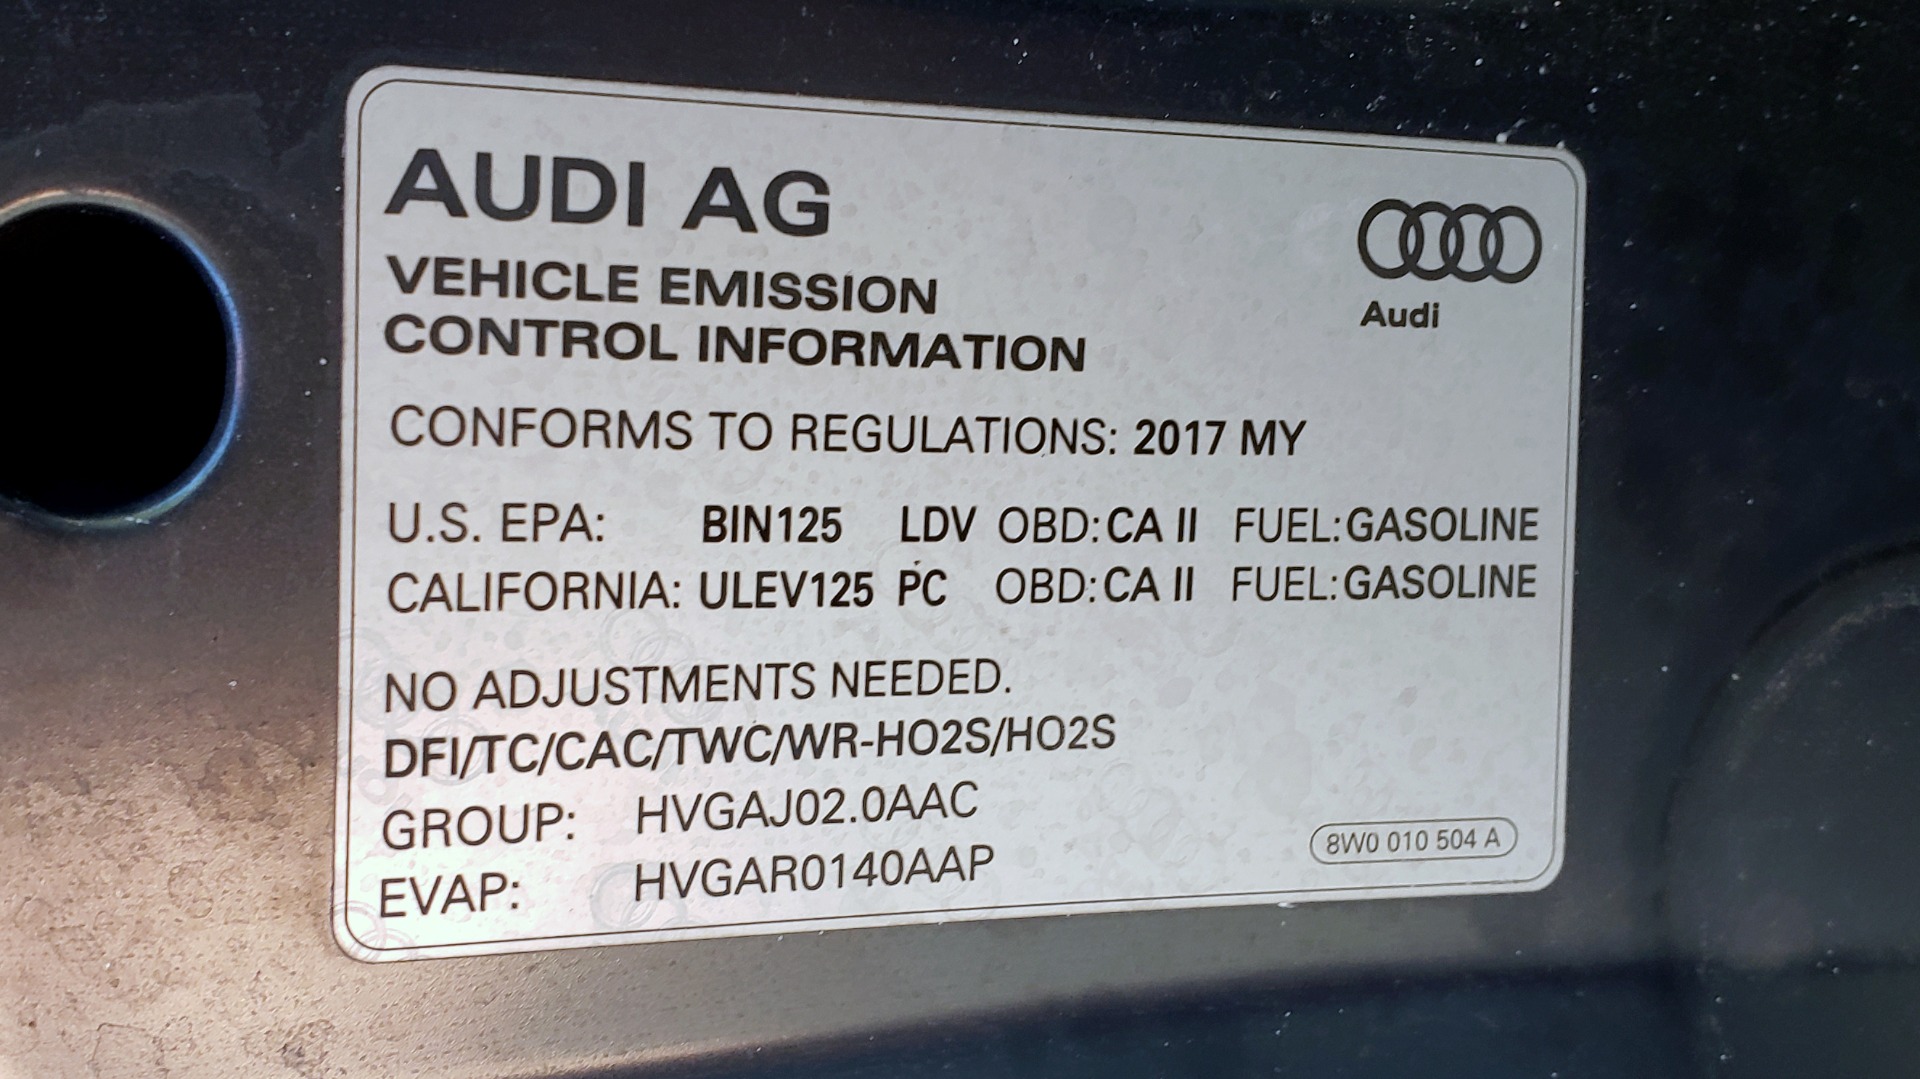 AUDI AG
Audi
VEHICLE EMISSION
CONTROL INFORMATION
CONFORMS TO REGULATIONS: 2017 MY
U.S. EPA: BIN125 LDV OBD: CA II FUEL: GASOLINE
CALIFORNIA: ULEV125 PC OBD: CA II FUEL: GASOLINE
NO ADJUSTMENTS NEEDED.
DFI/TC/CAC/TWC/WR-HO2S/HO2S
GROUP: HVGAJ02.0AAC
EVAP: HVGAR0140AAP
8W0 010 504 A